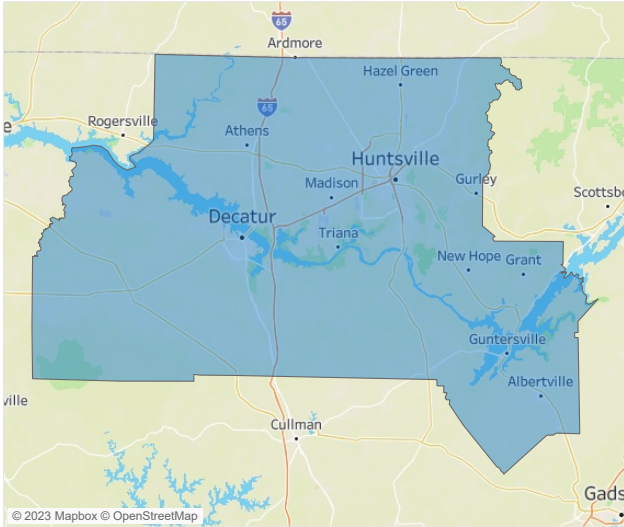 65
Ardmore
Hazel Green
65
Rogersville
e
Athens
Huntsville
Madison
Gurley
Scottsbo
Decatur
Triana
New Hope
Grant
Guntersville
Albertville
ville
Cullman
Gads
© 2023 Mapbox © OpenStreetMap